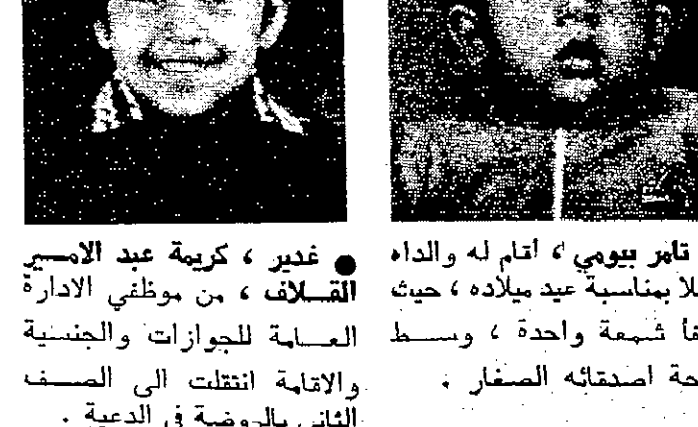 تامر بيومي ، أقام له والداه
بمناسبة عيد ميلاده ، حيث
شمعة واحدة ، وسط
اصدقائه الصغار .
● غدير ، كريمة عبد الامير
القلاف ، من موظفي الادارة
العامة للجوازات والجنسية
والاقامة انتقلت الى الصف
الثاني بالروضة في الدعية .